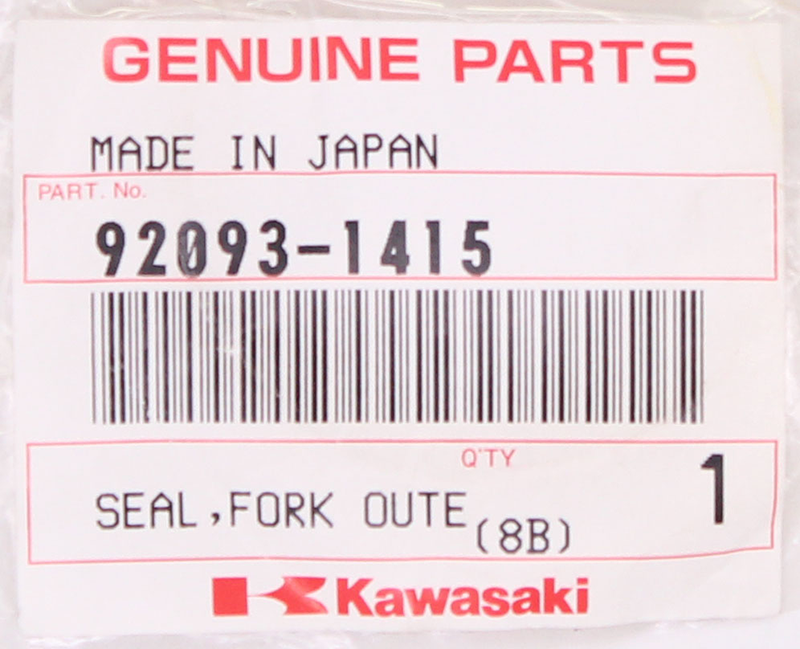 GENUINE PARTS
MADE IN JAPAN
PART. No.
92093-1415
Q'TY
SEAL,FORK OUTE (8B) 1
Kawasaki